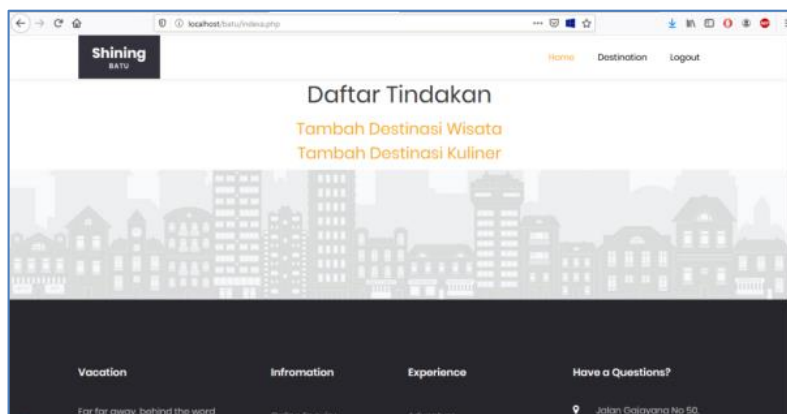 localhost/batu/indexa.php
Shining
BATU
Home Destination Logout
Daftar Tindakan
Tambah Destinasi Wisata
Tambah Destinasi Kuliner
Vacation Infromation Experience Have a Questions?
Far far away, behind the word
Jalan Gajayana No 50,